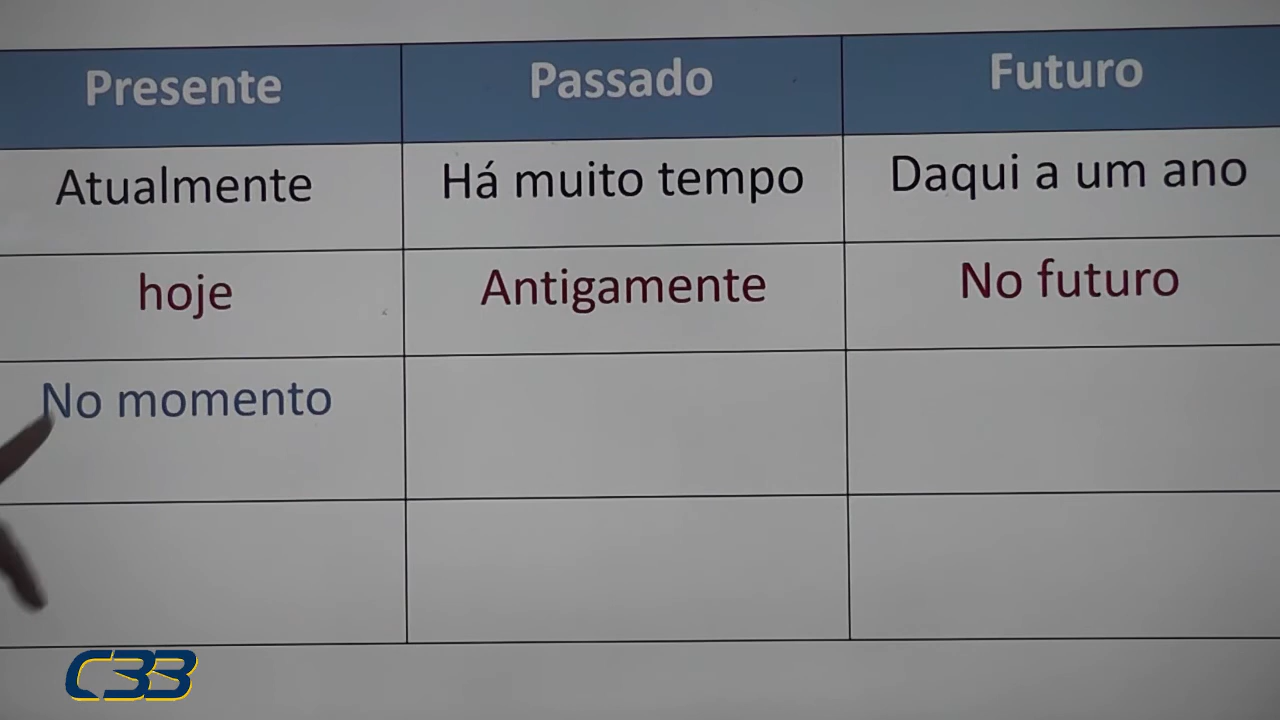 Presente Passado Futuro
Atualmente Há muito tempo Daqui a um ano
hoje Antigamente No futuro
No momento
C33